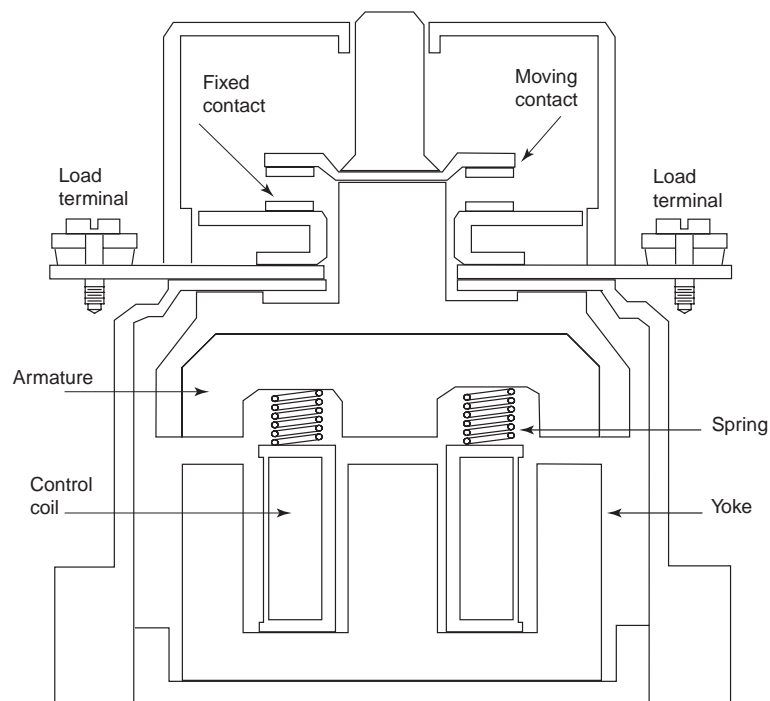 Fixed
contact
Moving
contact
Load
terminal
Load
terminal
Armature
Spring
Control
coil
Yoke